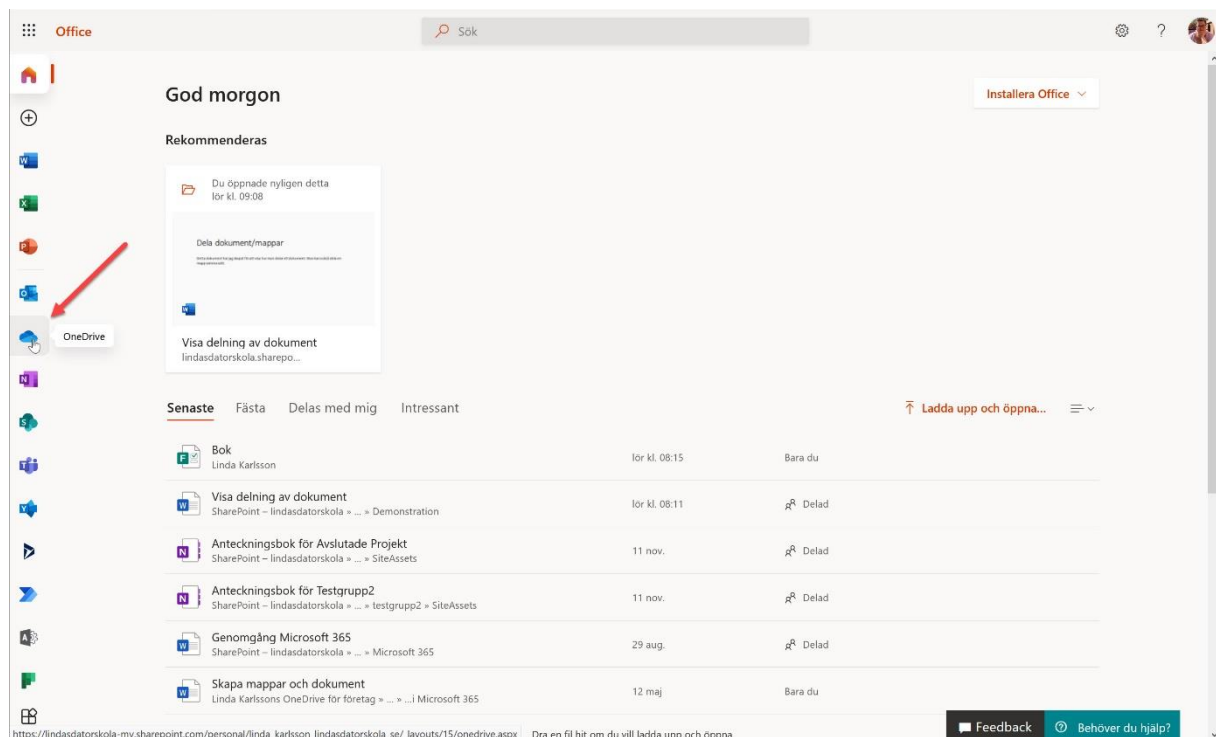 Office
Sök
God morgon
Installera Office
Rekommenderas
Du öppnade nyligen detta
lör kl. 09:08
Dela dokument/mappar
OneDrive
Visa delning av dokument
lindasdatorskola.sharepo...
Senaste Fästa Delas med mig Intressant
Ladda upp och öppna...
Bok lör kl. 08:15 Bara du
Linda Karlsson
Visa delning av dokument lör kl. 08:11 Delad
SharePoint – lindasdatorskola » ... » Demonstration
Anteckningsbok för Avslutade Projekt 11 nov. Delad
SharePoint – lindasdatorskola » ... » SiteAssets
Anteckningsbok för Testgrupp2 11 nov. Delad
SharePoint – lindasdatorskola » ... » testgrupp2 » SiteAssets
Genomgång Microsoft 365 29 aug. Delad
SharePoint – lindasdatorskola » ... » Microsoft 365
Skapa mappar och dokument 12 maj Bara du
Linda Karlssons OneDrive för företag » ... » ...i Microsoft 365
Feedback Behöver du hjälp?
https://lindasdatorskola-my.sharepoint.com/personal/linda_karlsson_lindasdatorskola_se/_layouts/15/onedrive.aspx Dra en fil hit om du vill ladda upp och öppna